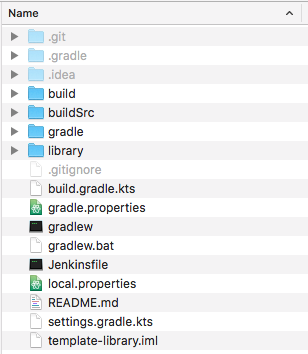 Name
.git
.gradle
.idea
build
buildSrc
gradle
library
.gitignore
build.gradle.kts
gradle.properties
gradlew
gradlew.bat
Jenkinsfile
local.properties
README.md
settings.gradle.kts
template-library.iml